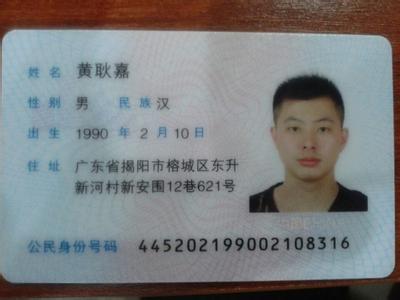 姓名 黄耿嘉
性别 男 民族 汉
出生 1990 年 2 月 10 日
住址 广东省揭阳市榕城区东升
新河村新安围12巷621号
公民身份号码 445202199002108316